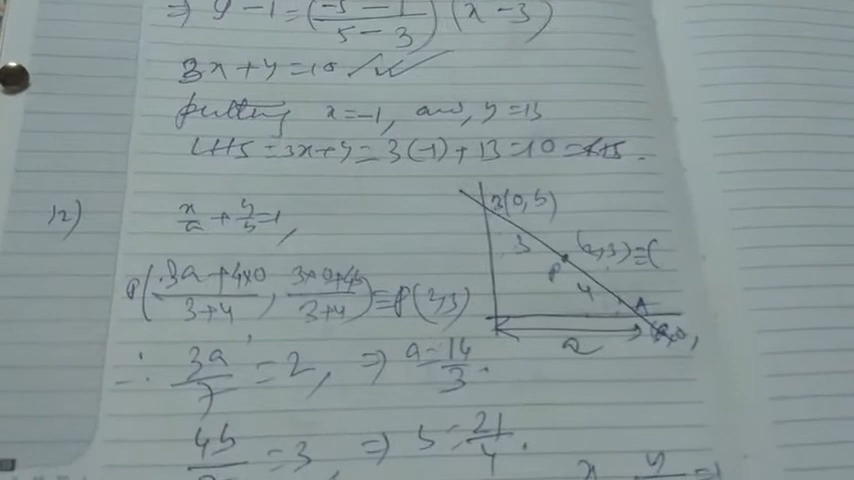 ⇒ y - 1 = ((-5 - 1)/(5 - 3)) (x - 3)
3x + y = 10 ✓✓
putting x = -1, and, y = 13
LHS = 3x + y = 3(-1) + 13 = 10 = RHS.
12) x/a + y/b = 1,
B(0, b)
3
P (2, 3) = (
4
A
(a, 0),
a
P((3a + 4×0)/(3+4), (3×0+4b)/(3+4)) ≡ P(2, 3)
∴ 3a/7 = 2, ⇒ a = 14/3.
4b/7 = 3, ⇒ b = 21/4.
x y = 1